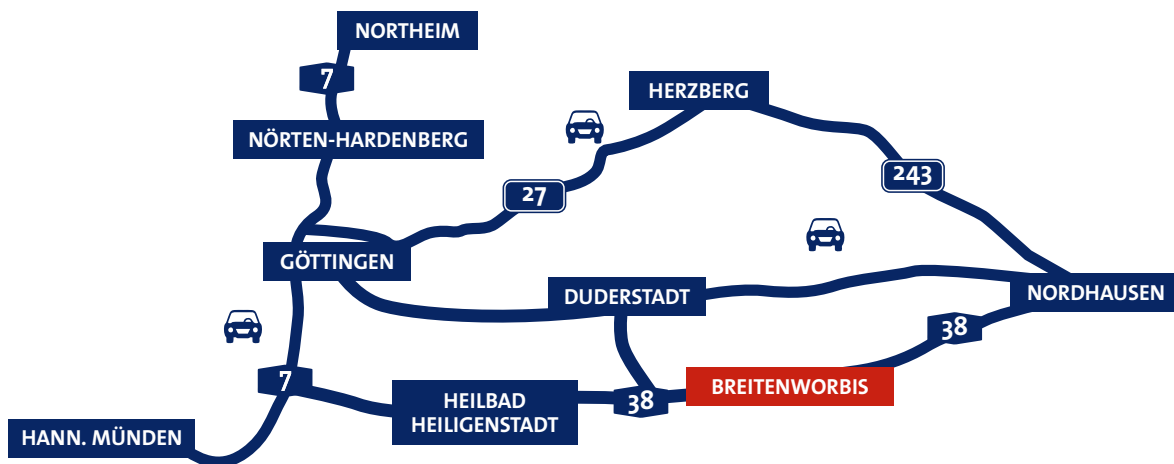 NORTHEIM
7
HERZBERG
NÖRTEN-HARDENBERG
243
27
GÖTTINGEN
DUDERSTADT
NORDHAUSEN
38
7
BREITENWORBIS
HEILBAD
HEILIGENSTADT
38
HANN. MÜNDEN